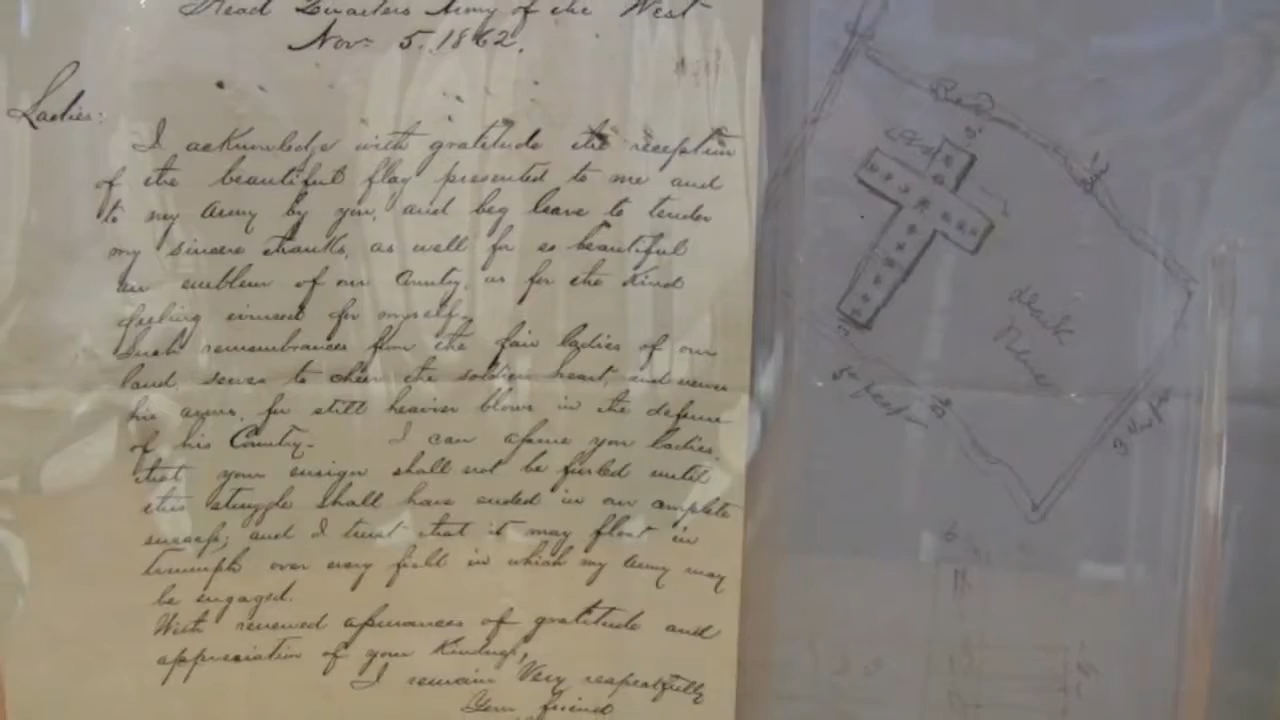 Head Quarters Army of the West
Nov. 5, 1862.
Ladies:
I acknowledge with gratitude the reception
of the beautiful flag presented to me and
to my Army by you, and beg leave to tender
my sincere thanks, as well for so beautiful
an emblem of our Country, as for the kind
feeling evinced for myself.
Such remembrances from the fair ladies of our
land, serves to cheer the soldiers heart, and nerves
his arms, for still heavier blows in the defense
of his Country. I can assure you ladies,
that your ensign shall not be furled until
this struggle shall have ended in our complete
success; and I trust that it may float in
triumph over every field in which my Army may
be engaged.
With renewed assurances of gratitude and
appreciation of your kindness,
I remain Very respectfully
Your friend
Red
dark
Blue
6